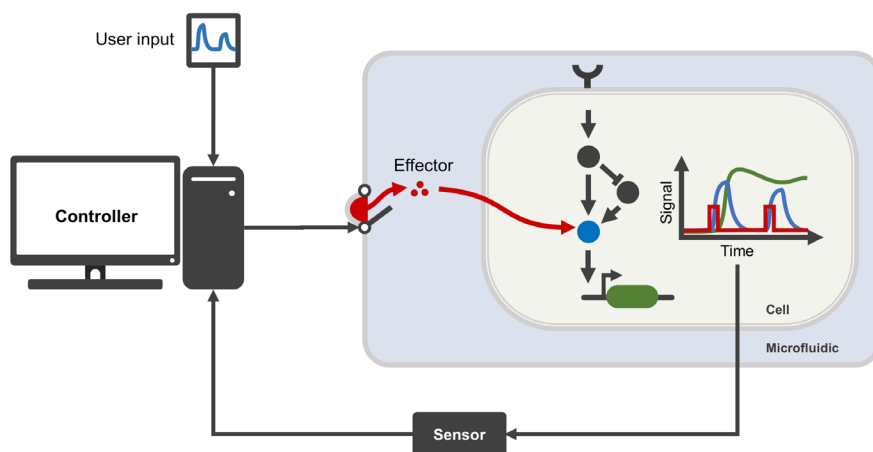 User input
Effector
Controller
Signal
Time
Cell
Microfluidic
Sensor